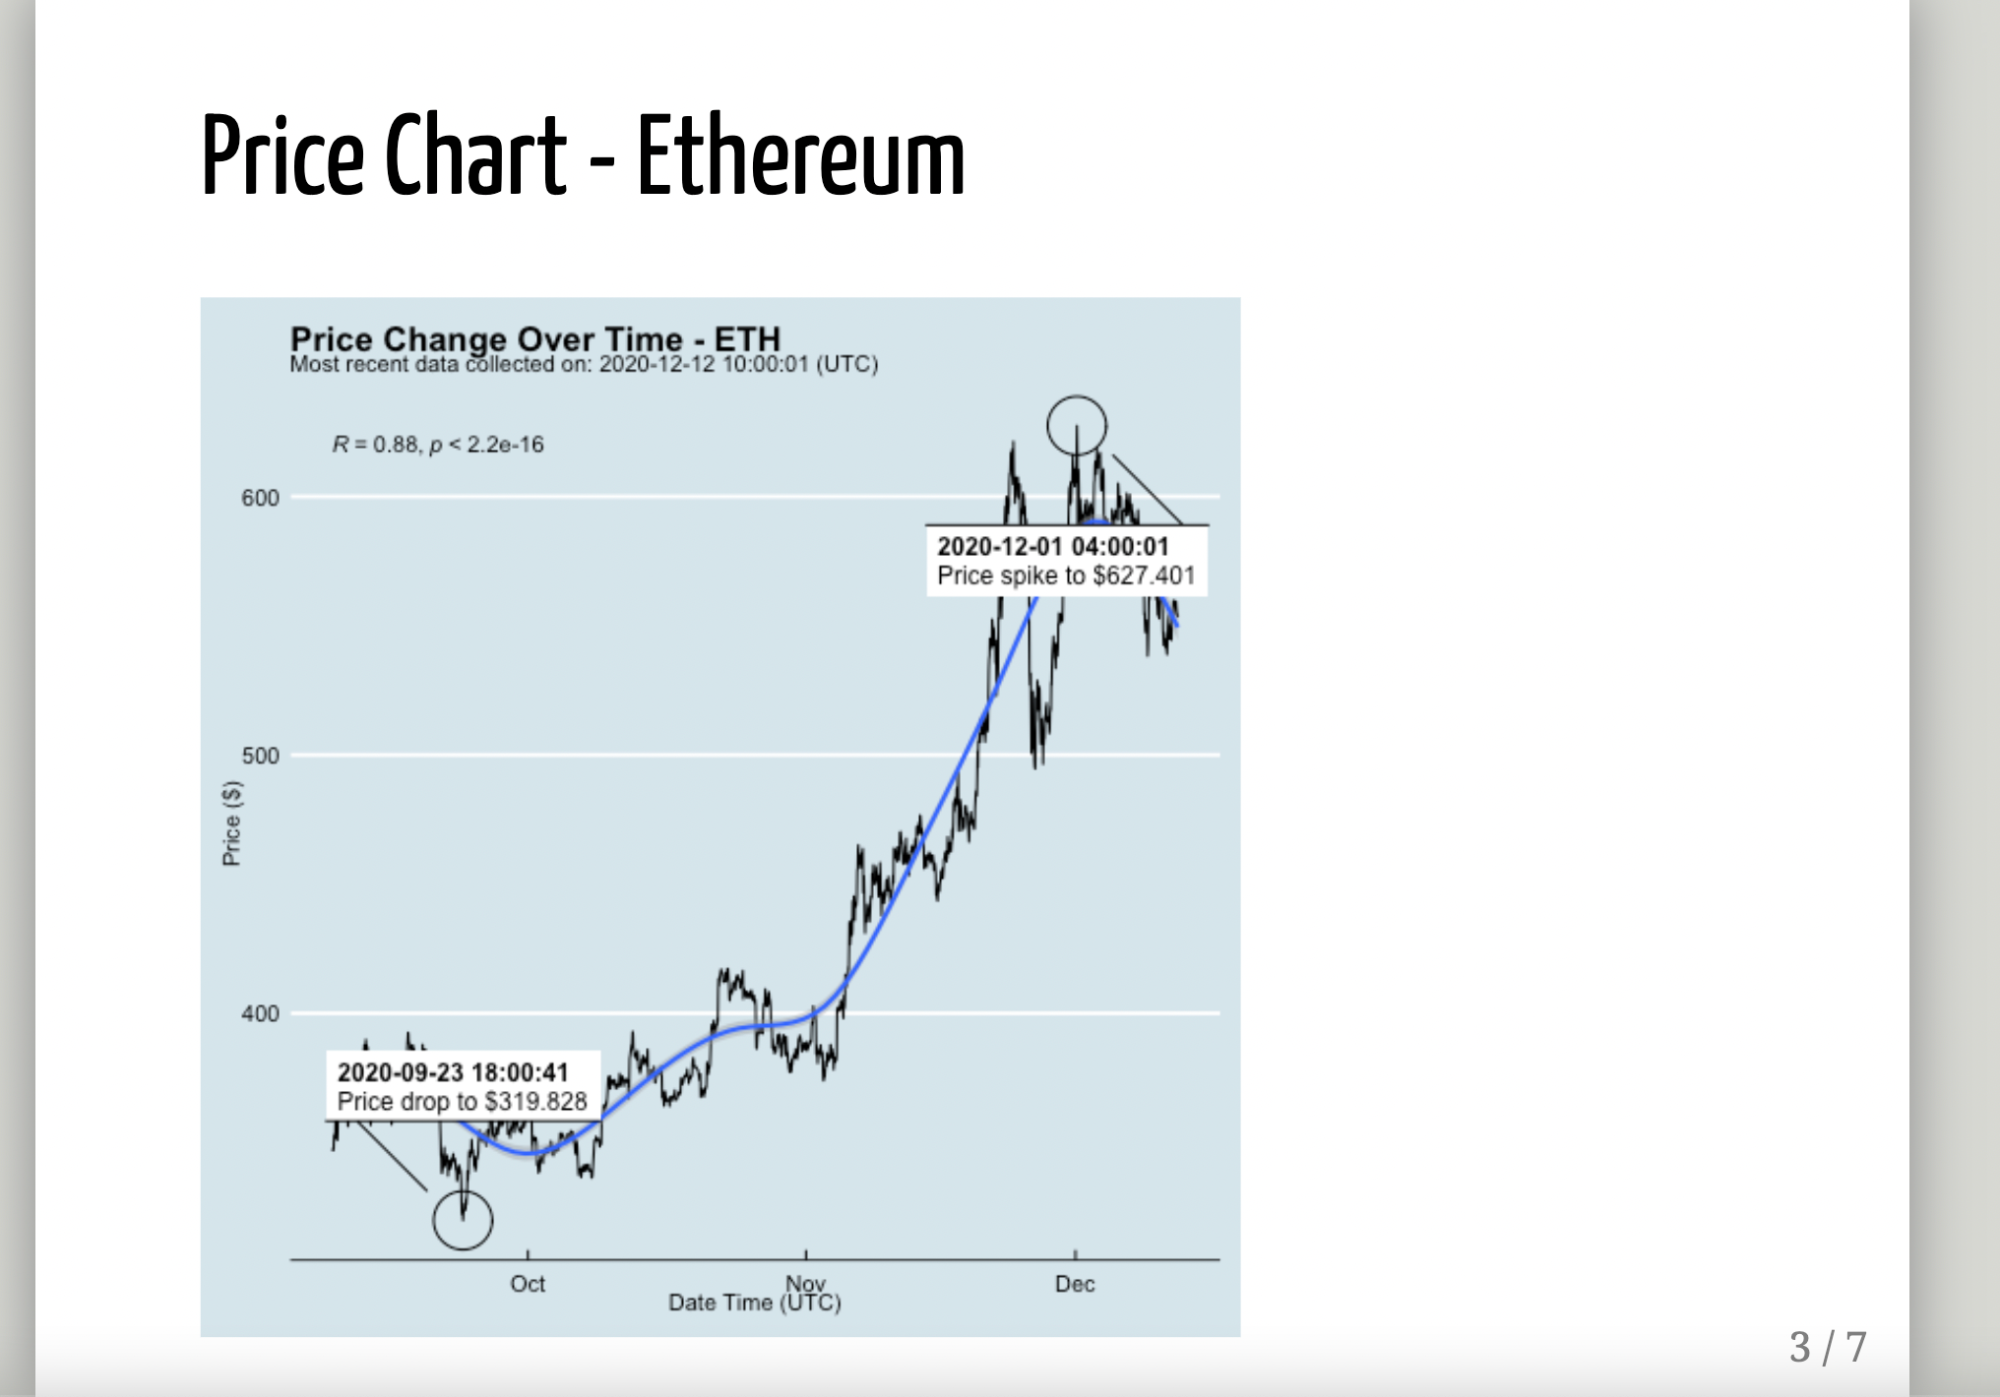 Price Chart - Ethereum
Price Change Over Time - ETH
Most recent data collected on: 2020-12-12 10:00:01 (UTC)
R = 0.88, p < 2.2e-16
600
2020-12-01 04:00:01
Price spike to $627.401
500
Price ($)
400
2020-09-23 18:00:41
Price drop to $319.828
Oct
Nov
Dec
Date Time (UTC)
3 / 7